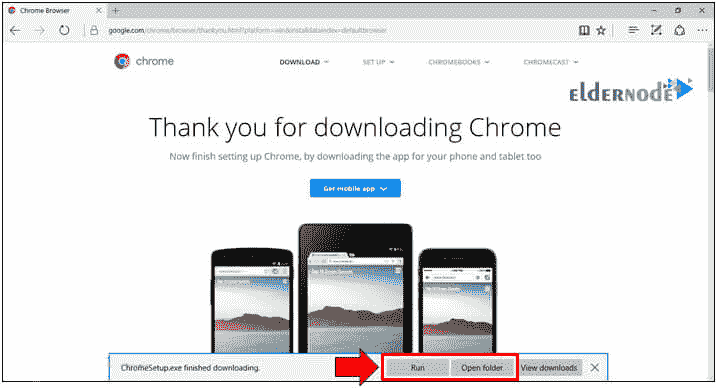 Chrome Browser
google.com/chrome/browser/thankyou.html?platform=win&installdataindex=defaultbrowser
chrome
DOWNLOAD
SET UP
CHROMEBOOKS
CHROMECAST
eLDERNODE
Thank you for downloading Chrome
Now finish setting up Chrome, by downloading the app for your phone and tablet too
Get mobile app
ChromeSetup.exe finished downloading.
Run
Open folder
View downloads